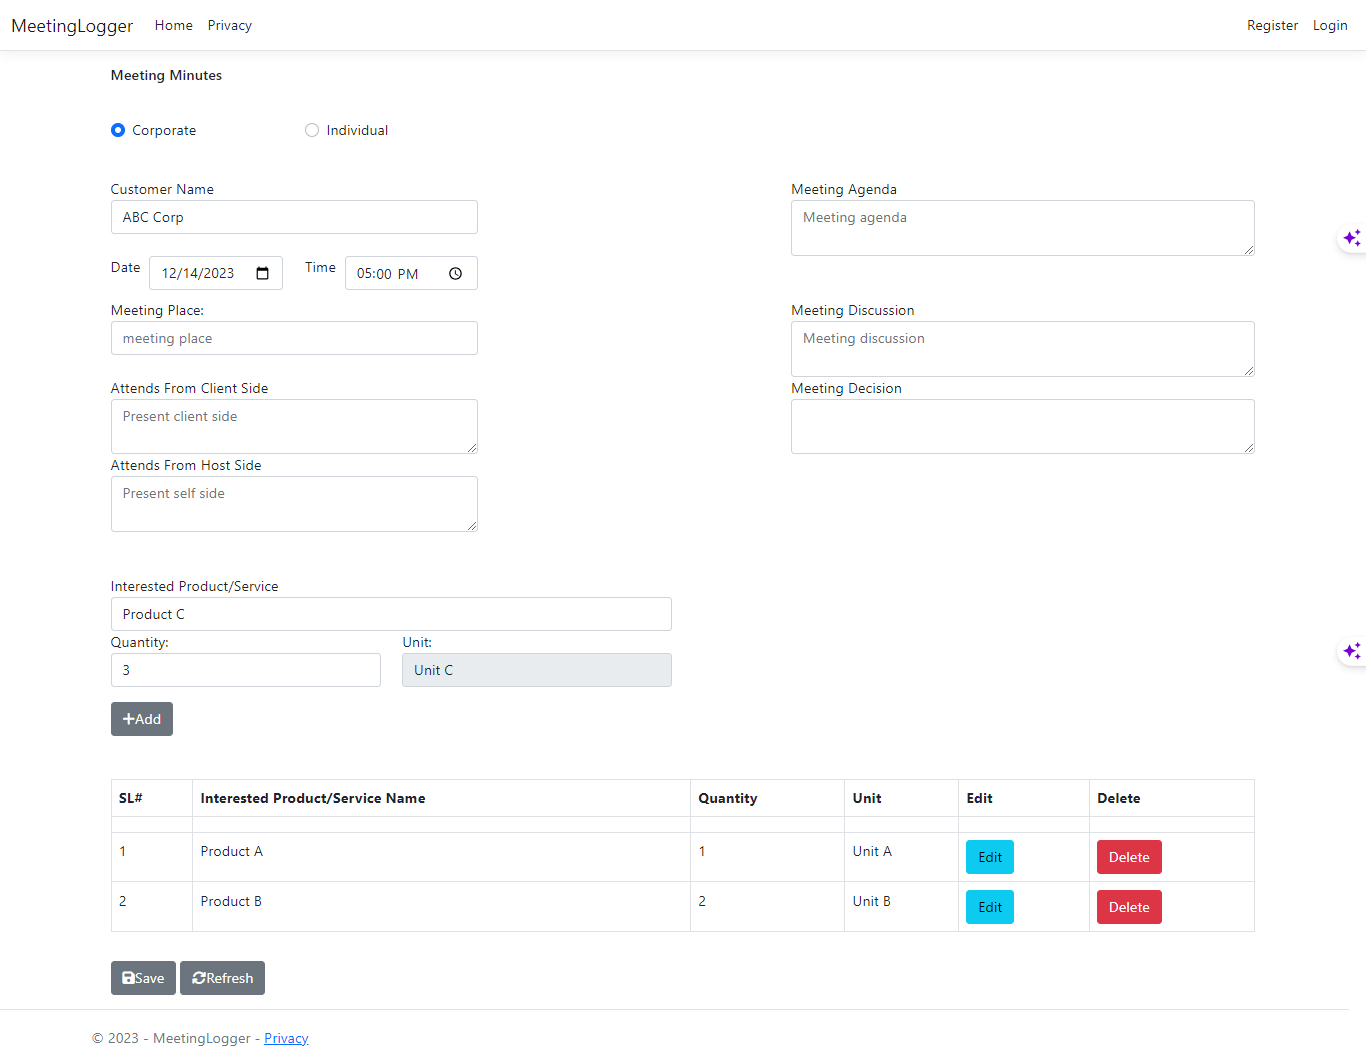 MeetingLogger Home Privacy Register Login
Meeting Minutes
Corporate Individual
Customer Name
ABC Corp
Date 12/14/2023 Time 05:00 PM
Meeting Place:
meeting place
Attends From Client Side
Present client side
Attends From Host Side
Present self side
Meeting Agenda
Meeting agenda
Meeting Discussion
Meeting discussion
Meeting Decision
Interested Product/Service
Product C
Quantity: Unit:
3 Unit C
Add
SL# Interested Product/Service Name Quantity Unit Edit Delete
1 Product A 1 Unit A Edit Delete
2 Product B 2 Unit B Edit Delete
Save Refresh
© 2023 - MeetingLogger - Privacy